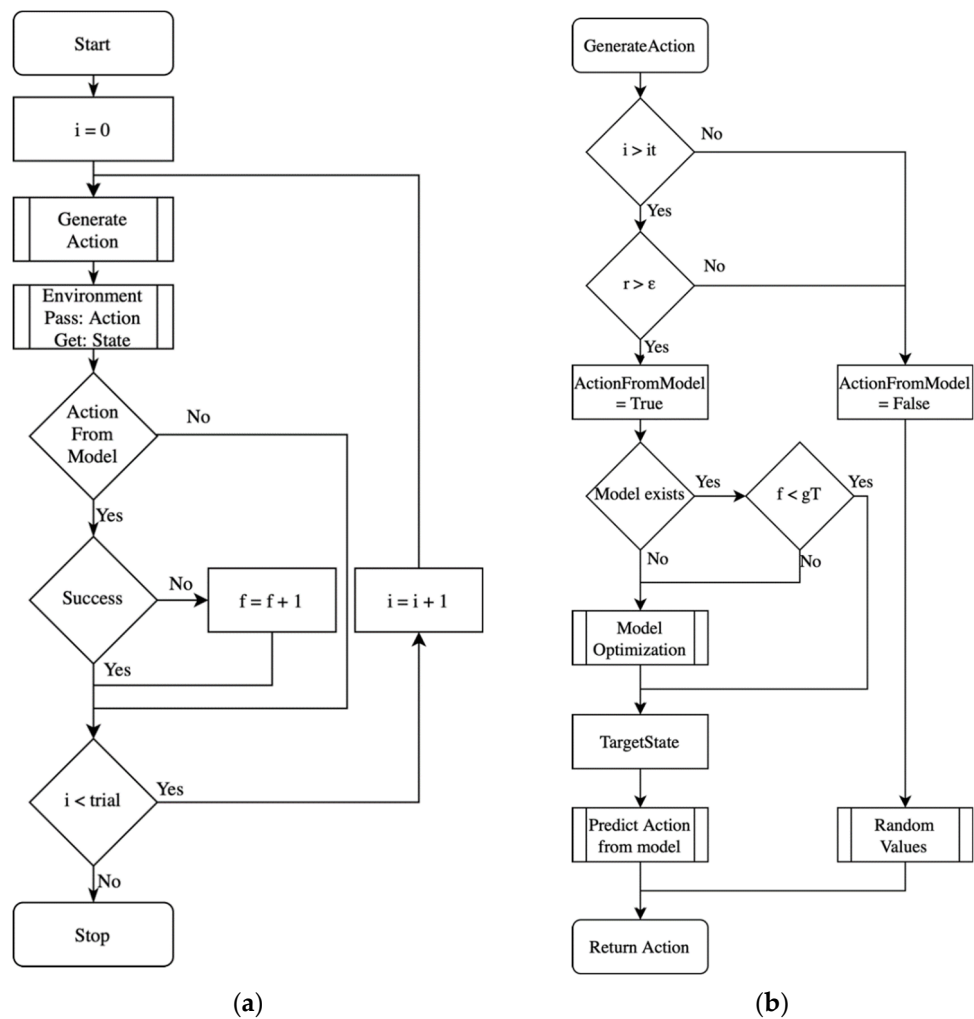 Start
i = 0
Generate
Action
Environment
Pass: Action
Get: State
Action
From
Model
No
Yes
Success
No
f = f + 1
i = i + 1
Yes
i < trial
Yes
No
Stop
(a)
GenerateAction
i > it
No
Yes
r > ε
No
Yes
ActionFromModel
= True
ActionFromModel
= False
Model exists
Yes
f < gT
Yes
No
No
Model
Optimization
TargetState
Predict Action
from model
Random
Values
Return Action
(b)